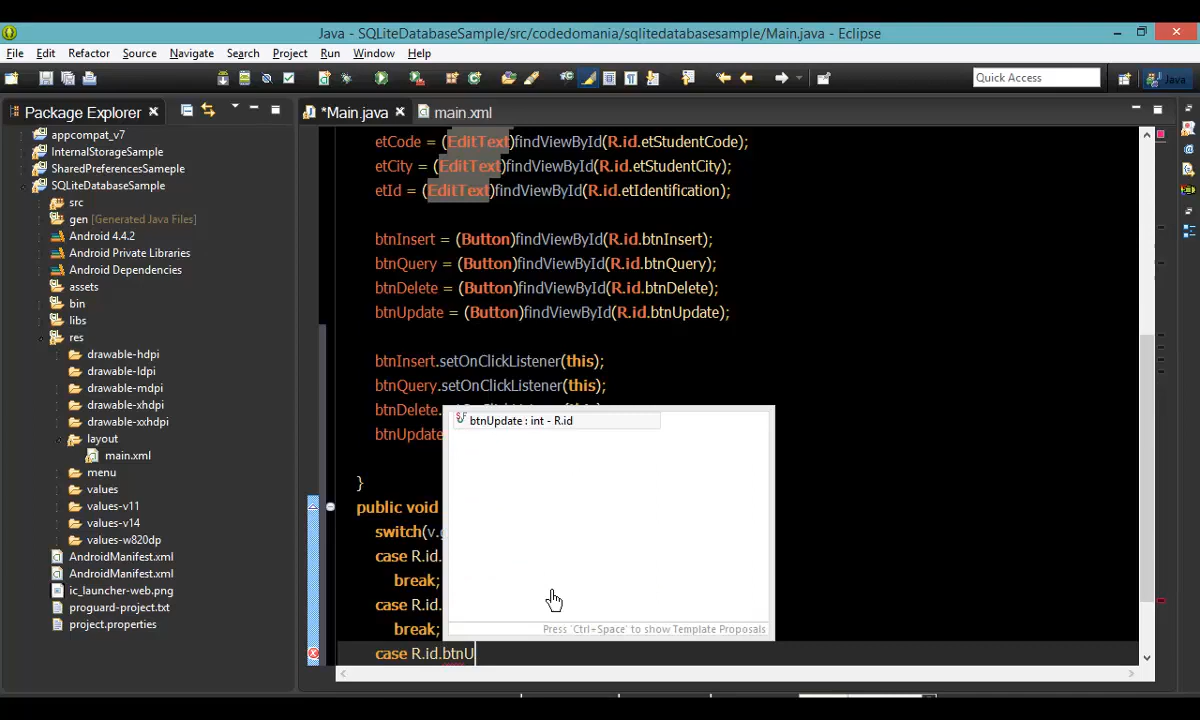 Java - SQLiteDatabaseSample/src/codedomania/sqlitedatabasesample/Main.java - Eclipse
File Edit Refactor Source Navigate Search Project Run Window Help
Quick Access
Java
Package Explorer
*Main.java
main.xml
appcompat_v7
InternalStorageSample
SharedPreferencesSameple
SQLiteDatabaseSample
src
gen [Generated Java Files]
Android 4.4.2
Android Private Libraries
Android Dependencies
assets
bin
libs
res
drawable-hdpi
drawable-ldpi
drawable-mdpi
drawable-xhdpi
drawable-xxhdpi
layout
main.xml
menu
values
values-v11
values-v14
values-w820dp
AndroidManifest.xml
AndroidManifest.xml
ic_launcher-web.png
proguard-project.txt
project.properties
etCode = (EditText)findViewById(R.id.etStudentCode);
etCity = (EditText)findViewById(R.id.etStudentCity);
etId = (EditText)findViewById(R.id.etIdentification);
btnInsert = (Button)findViewById(R.id.btnInsert);
btnQuery = (Button)findViewById(R.id.btnQuery);
btnDelete = (Button)findViewById(R.id.btnDelete);
btnUpdate = (Button)findViewById(R.id.btnUpdate);
btnInsert.setOnClickListener(this);
btnQuery.setOnClickListener(this);
btnDelete.
btnUpdate
}
public void
switch(v.g
case R.id.
break;
case R.id.
break;
case R.id.btnU
btnUpdate : int - R.id
Press 'Ctrl+Space' to show Template Proposals